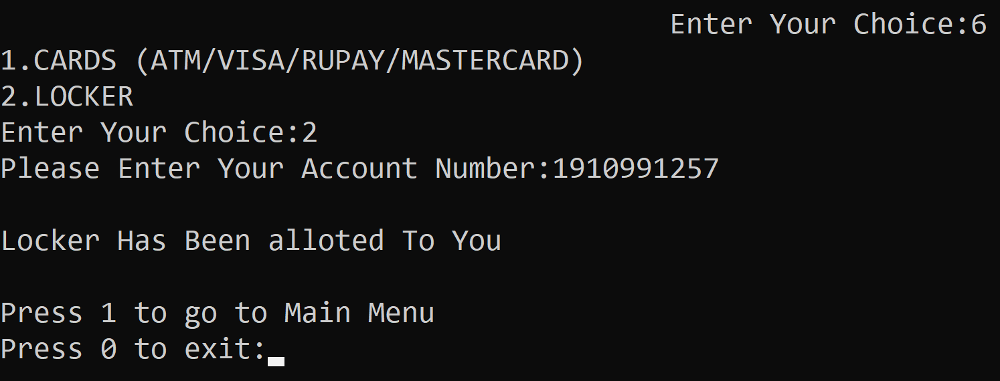 Enter Your Choice:6
1.CARDS (ATM/VISA/RUPAY/MASTERCARD)
2.LOCKER
Enter Your Choice:2
Please Enter Your Account Number:1910991257
Locker Has Been alloted To You
Press 1 to go to Main Menu
Press 0 to exit: